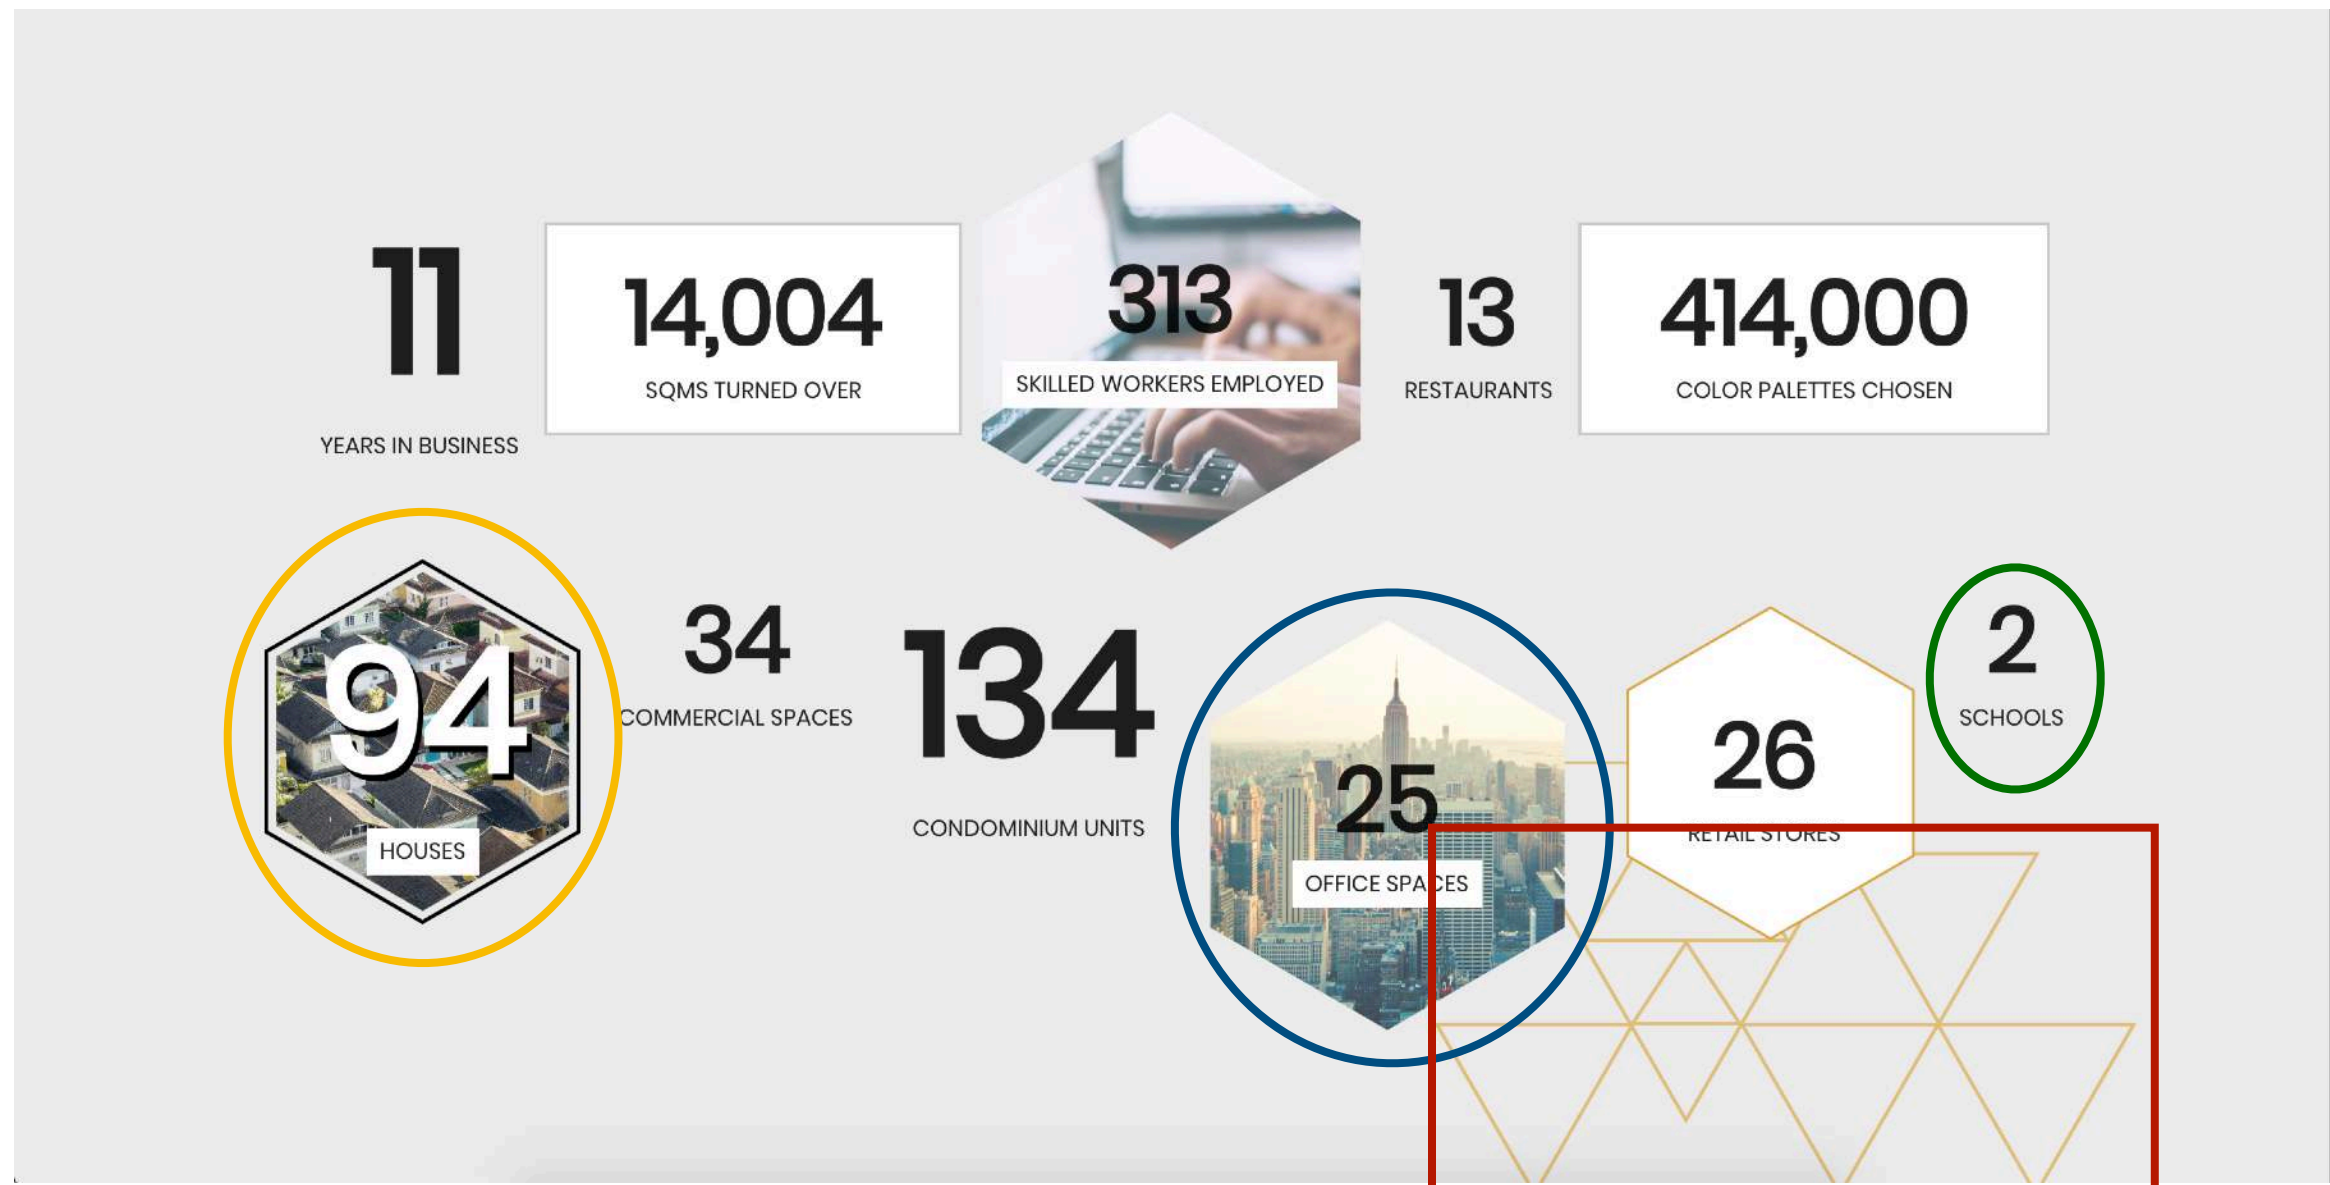 11
YEARS IN BUSINESS
14,004
SQMS TURNED OVER
313
SKILLED WORKERS EMPLOYED
13
RESTAURANTS
414,000
COLOR PALETTES CHOSEN
94
HOUSES
34
COMMERCIAL SPACES
134
CONDOMINIUM UNITS
25
OFFICE SPACES
26
RETAIL STORES
2
SCHOOLS